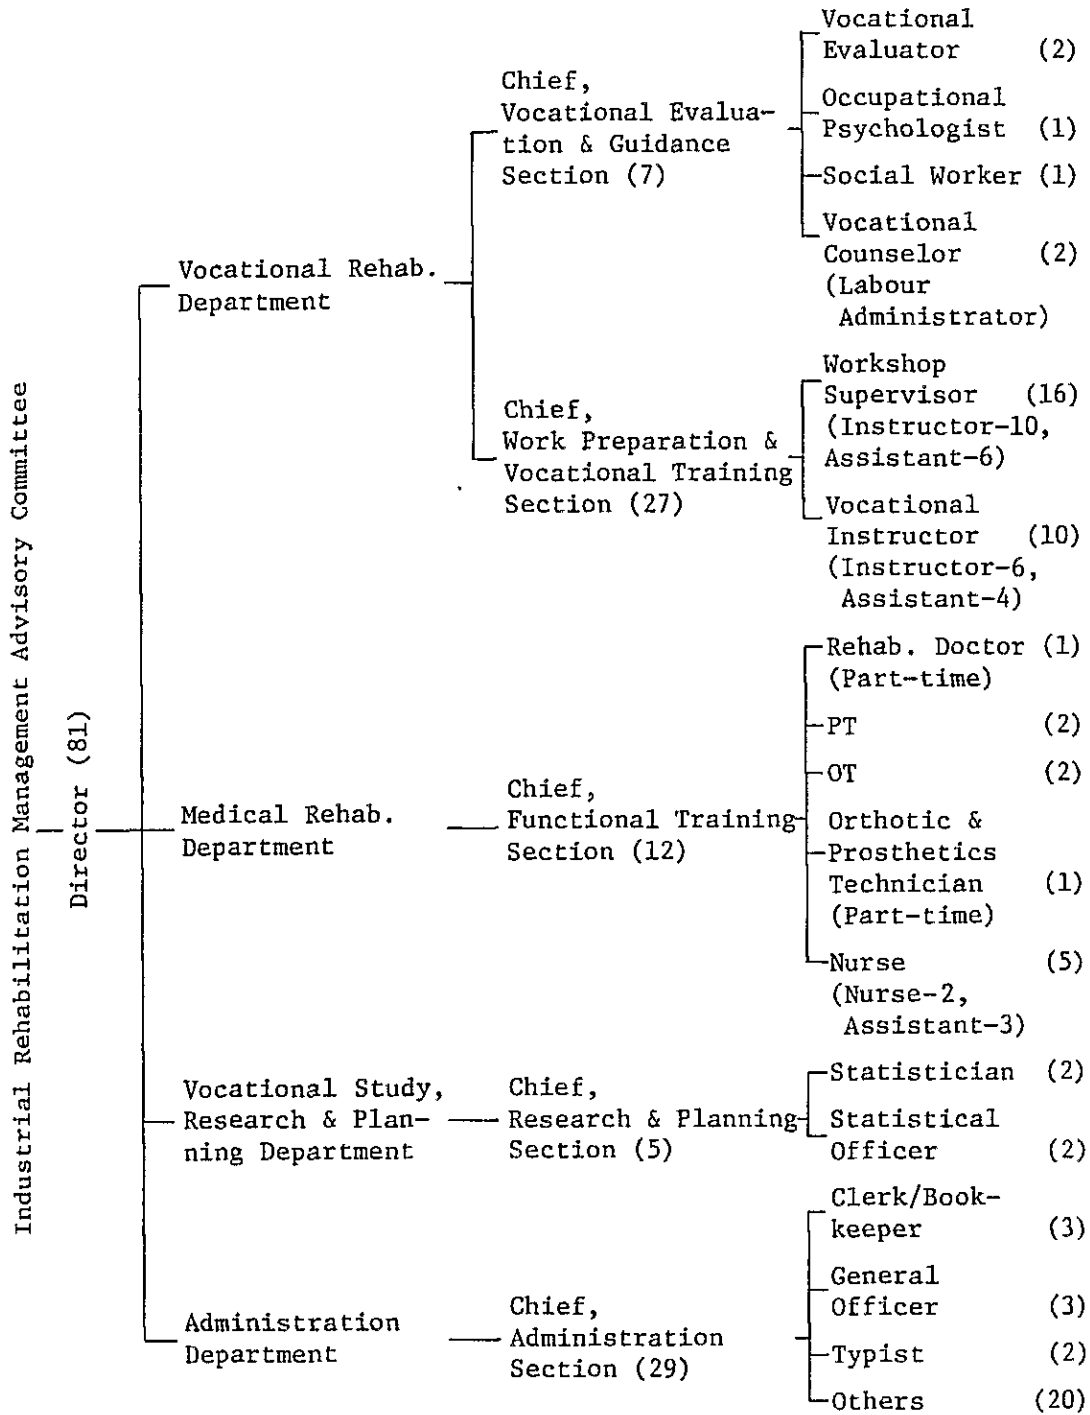 Industrial Rehabilitation Management Advisory Committee
Director (81)
Vocational Rehab.
Department
Chief,
Vocational Evalua-
tion & Guidance
Section (7)
Vocational
Evaluator (2)
Occupational
Psychologist (1)
Social Worker (1)
Vocational
Counselor (2)
(Labour
Administrator)
Chief,
Work Preparation &
Vocational Training
Section (27)
Workshop
Supervisor (16)
(Instructor-10,
Assistant-6)
Vocational
Instructor (10)
(Instructor-6,
Assistant-4)
Medical Rehab.
Department
Chief,
Functional Training
Section (12)
Rehab. Doctor (1)
(Part-time)
PT (2)
OT (2)
Orthotic &
Prosthetics
Technician (1)
(Part-time)
Nurse (5)
(Nurse-2,
Assistant-3)
Vocational Study,
Research & Plan-
ning Department
Chief,
Research & Planning
Section (5)
Statistician (2)
Statistical
Officer (2)
Administration
Department
Chief,
Administration
Section (29)
Clerk/Book-
keeper (3)
General
Officer (3)
Typist (2)
Others (20)